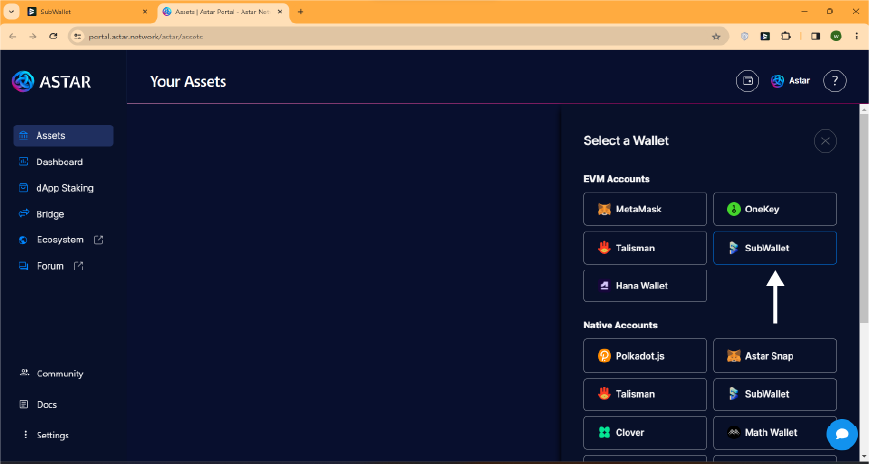 SubWallet
Assets | Astar Portal - Astar Net
portal.astar.network/astar/assets
W
ASTAR
Your Assets
Astar
?
Assets
Dashboard
dApp Staking
Bridge
Ecosystem
Forum
Community
Docs
Settings
Select a Wallet
EVM Accounts
MetaMask
OneKey
Talisman
SubWallet
Hana Wallet
Native Accounts
Polkadot.js
Astar Snap
Talisman
SubWallet
Clover
Math Wallet